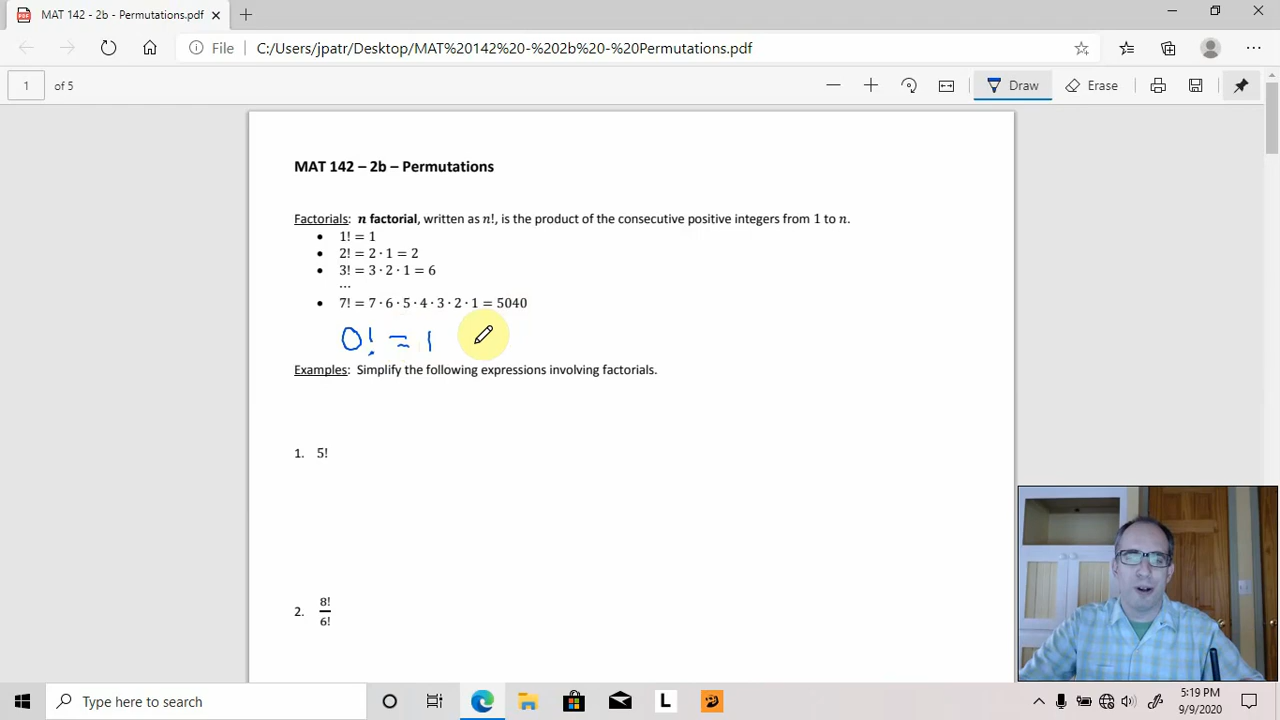 MAT 142 - 2b - Permutations.pdf
File C:/Users/jpatr/Desktop/MAT%20142%20-%202b%20-%20Permutations.pdf
1 of 5 Draw Erase
MAT 142 – 2b – Permutations
Factorials: n factorial, written as n!, is the product of the consecutive positive integers from 1 to n.
• 1! = 1
• 2! = 2 · 1 = 2
• 3! = 3 · 2 · 1 = 6
...
• 7! = 7 · 6 · 5 · 4 · 3 · 2 · 1 = 5040
0! = 1
Examples: Simplify the following expressions involving factorials.
1. 5!
2. 8!/6!
Type here to search
L
5:19 PM
9/9/2020